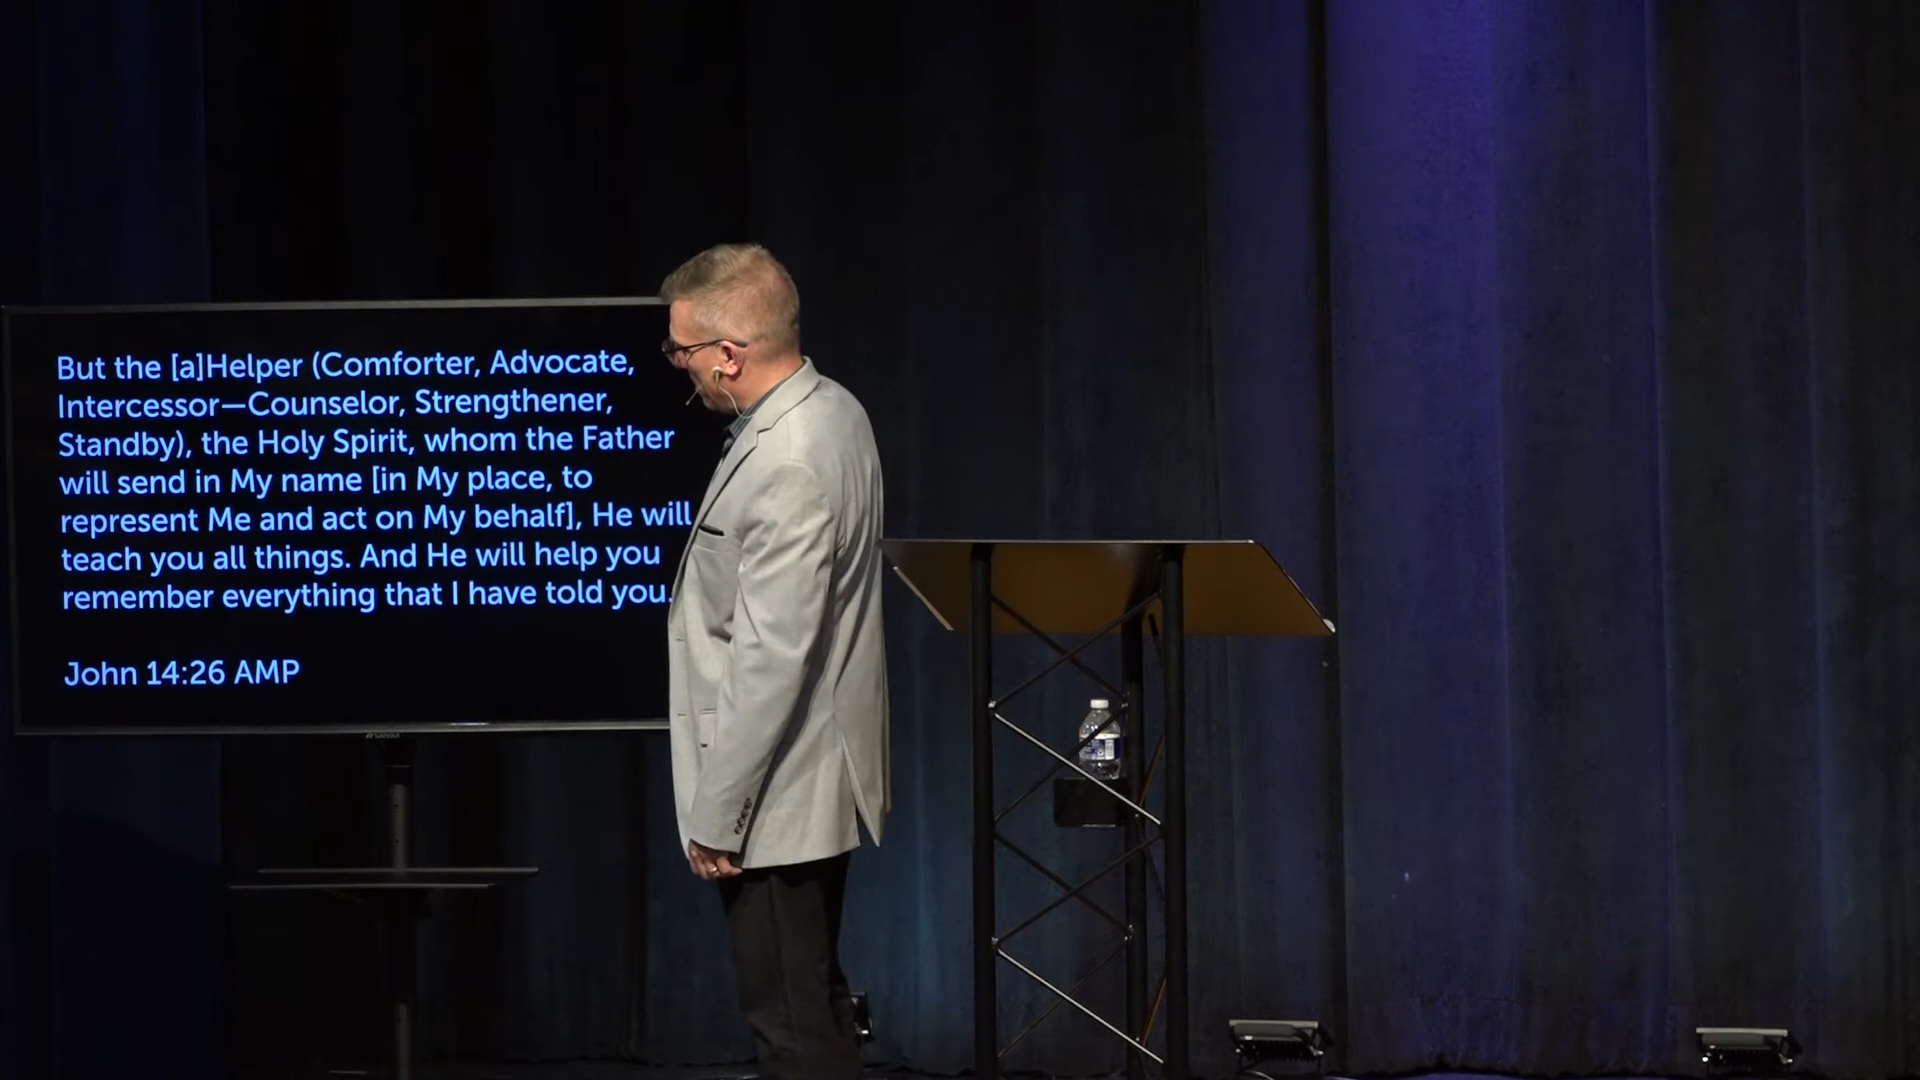 But the [a]Helper (Comforter, Advocate,
Intercessor—Counselor, Strengthener,
Standby), the Holy Spirit, whom the Father
will send in My name [in My place, to
represent Me and act on My behalf], He will
teach you all things. And He will help you
remember everything that I have told you.
John 14:26 AMP